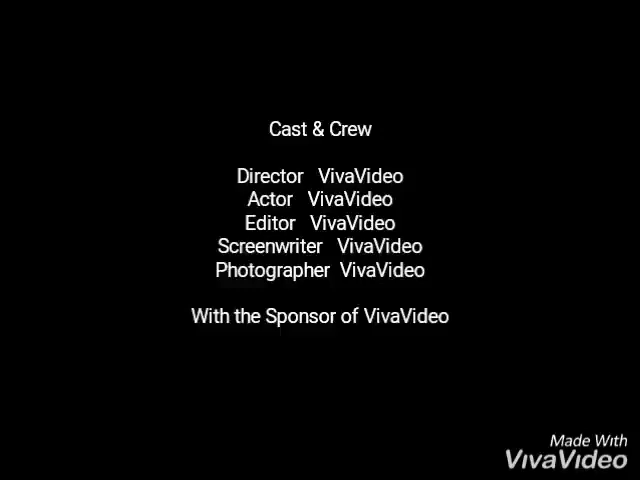 Cast & Crew
Director VivaVideo
Actor VivaVideo
Editor VivaVideo
Screenwriter VivaVideo
Photographer VivaVideo
With the Sponsor of VivaVideo
Made With
VivaVideo